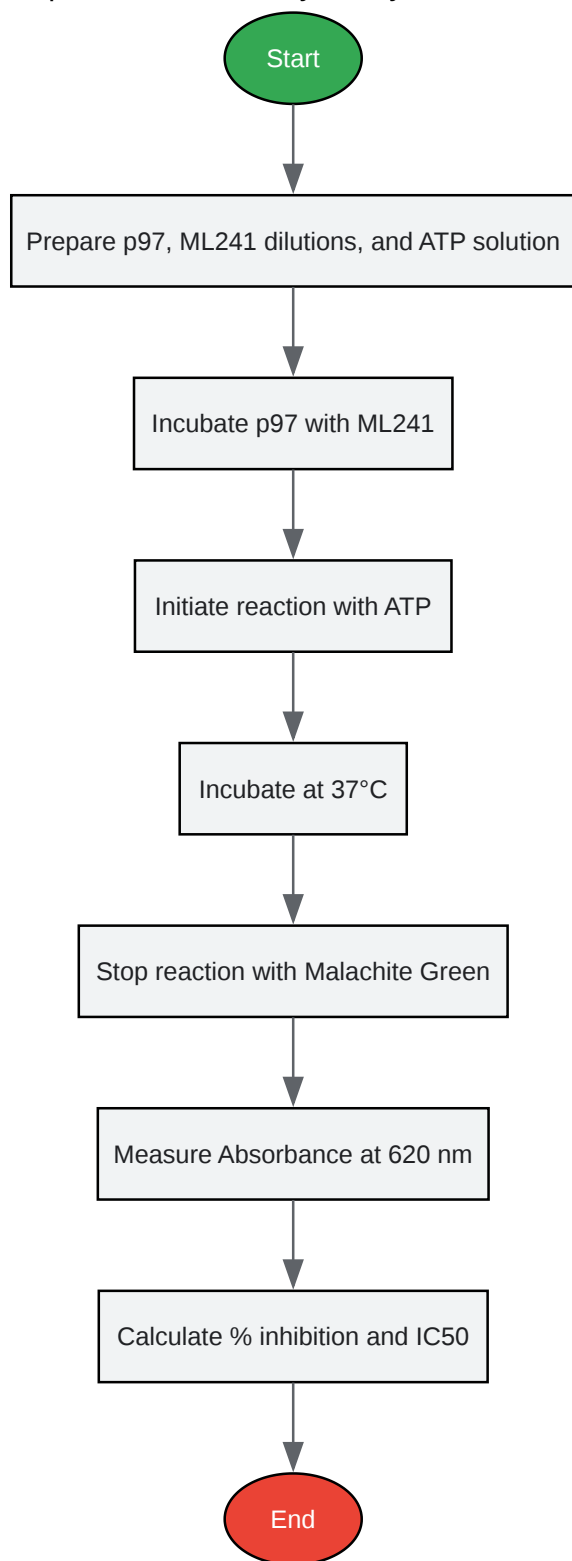 Start
Prepare p97, ML241 dilutions, and ATP solution
Incubate p97 with ML241
Initiate reaction with ATP
Incubate at 37°C
Stop reaction with Malachite Green
Measure Absorbance at 620 nm
Calculate % inhibition and IC50
End